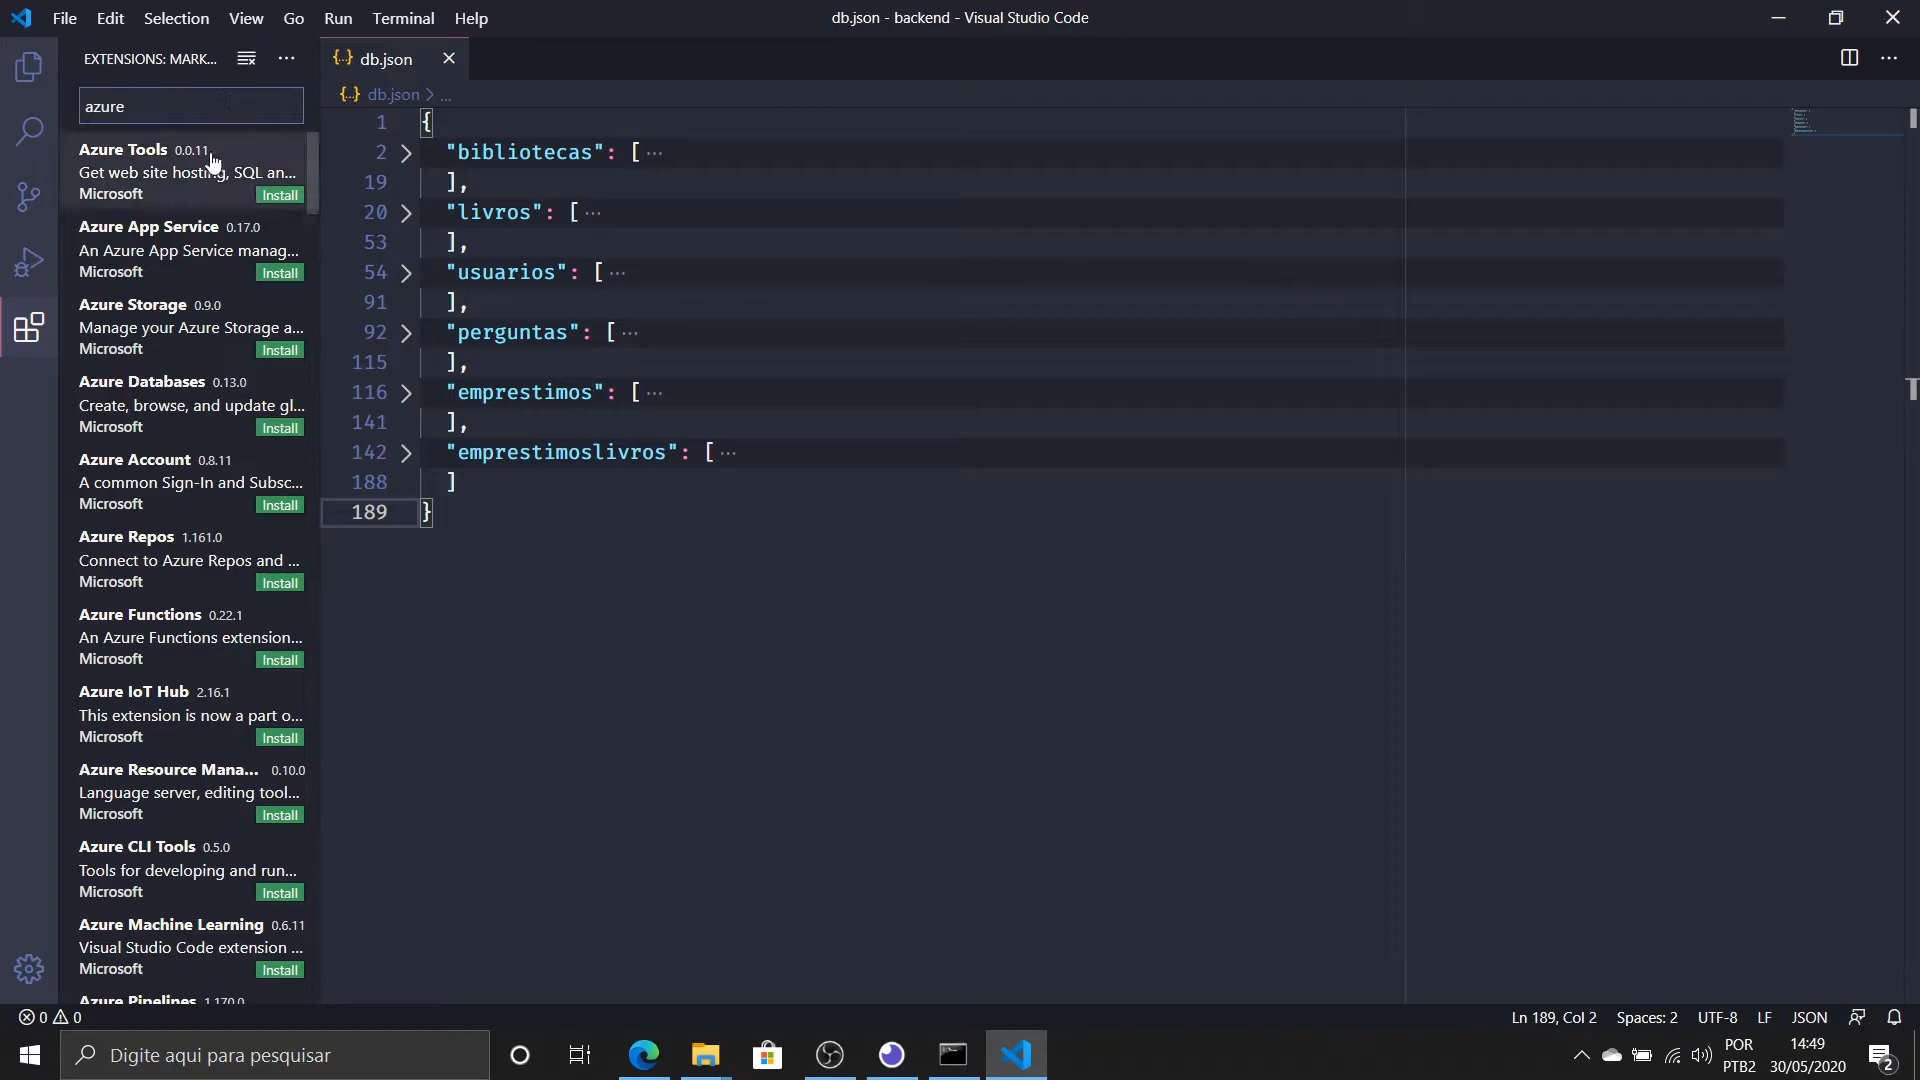 File Edit Selection View Go Run Terminal Help
db.json - backend - Visual Studio Code
EXTENSIONS: MARK...
azure
Azure Tools 0.0.11
Get web site hosting, SQL an...
Microsoft Install
Azure App Service 0.17.0
An Azure App Service manag...
Microsoft Install
Azure Storage 0.9.0
Manage your Azure Storage a...
Microsoft Install
Azure Databases 0.13.0
Create, browse, and update gl...
Microsoft Install
Azure Account 0.8.11
A common Sign-In and Subsc...
Microsoft Install
Azure Repos 1.161.0
Connect to Azure Repos and ...
Microsoft Install
Azure Functions 0.22.1
An Azure Functions extension...
Microsoft Install
Azure IoT Hub 2.16.1
This extension is now a part o...
Microsoft Install
Azure Resource Mana... 0.10.0
Language server, editing tool...
Microsoft Install
Azure CLI Tools 0.5.0
Tools for developing and run...
Microsoft Install
Azure Machine Learning 0.6.11
Visual Studio Code extension ...
Microsoft Install
Azure Pipelines 1.170.0
{...} db.json
{...} db.json > ...
1 {
2 > "bibliotecas": [ ...
19 ],
20 > "livros": [ ...
53 ],
54 > "usuarios": [ ...
91 ],
92 > "perguntas": [ ...
115 ],
116 > "emprestimos": [ ...
141 ],
142 > "emprestimoslivros": [ ...
188 ]
189 }
0 0
Ln 189, Col 2 Spaces: 2 UTF-8 LF JSON
Digite aqui para pesquisar
POR
PTB2
14:49
30/05/2020
2